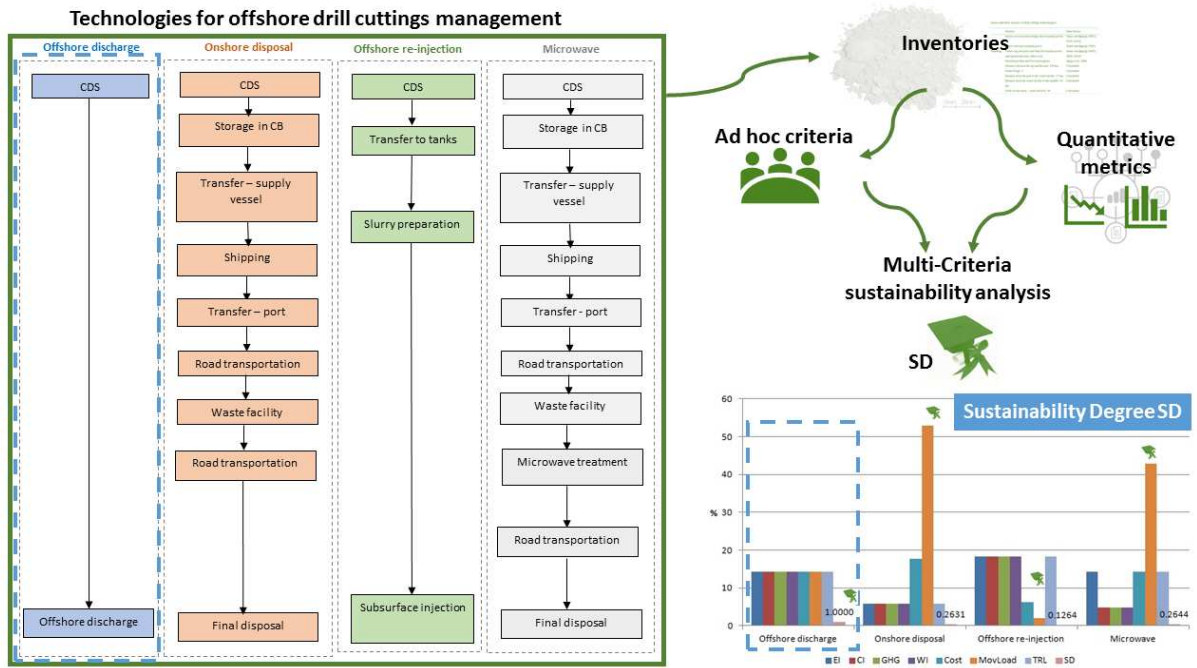 Technologies for offshore drill cuttings management
Offshore discharge
CDS
Offshore discharge
Onshore disposal
CDS
Storage in CB
Transfer – supply
vessel
Shipping
Transfer – port
Road transportation
Waste facility
Road transportation
Final disposal
Offshore re-injection
CDS
Transfer to tanks
Slurry preparation
Subsurface injection
Microwave
CDS
Storage in CB
Transfer – supply
vessel
Shipping
Transfer - port
Road transportation
Waste facility
Microwave treatment
Road transportation
Final disposal
Inventories
Ad hoc criteria
Quantitative
metrics
Multi-Criteria
sustainability analysis
SD
Sustainability Degree SD
60
50
40
30
20
10
0
%
1.0000
0.2631
0.1264
0.2644
Offshore discharge
Onshore disposal
Offshore re-injection
Microwave
EI CI GHG WI Cost MovLoad TRL SD